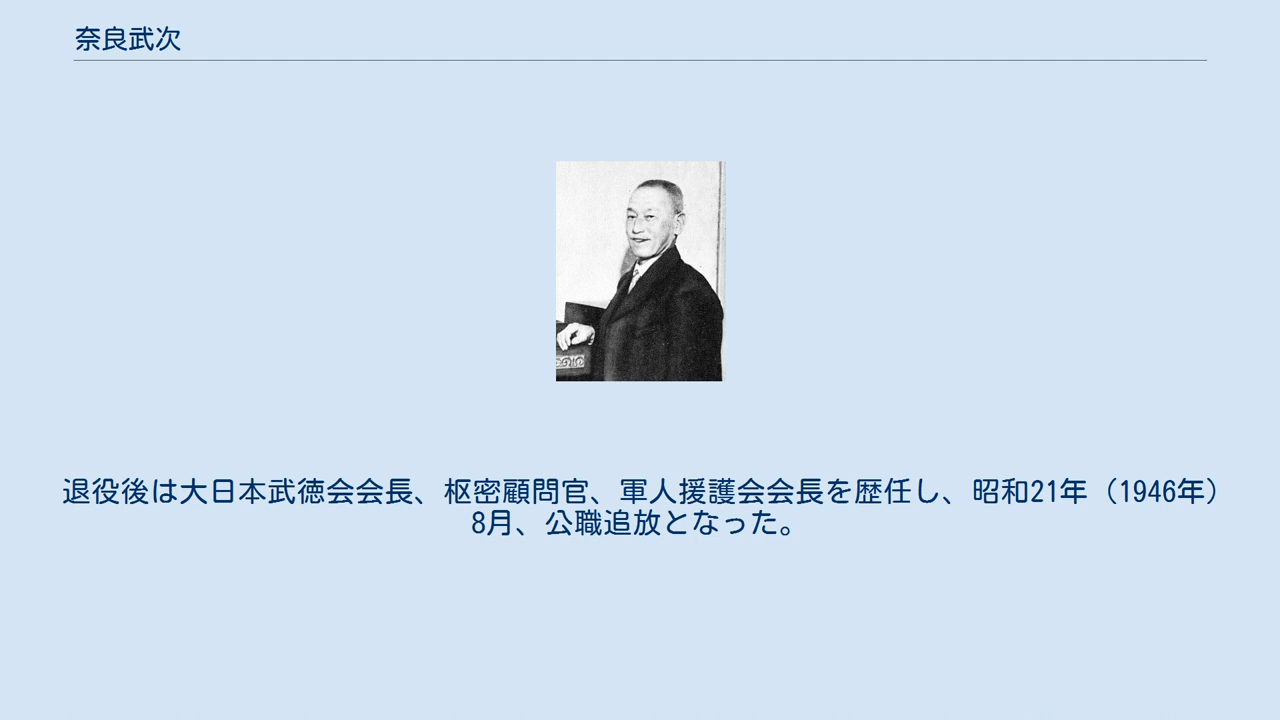 奈良武次
退役後は大日本武徳会会長、枢密顧問官、軍人援護会会長を歴任し、昭和21年（1946年）
8月、公職追放となった。